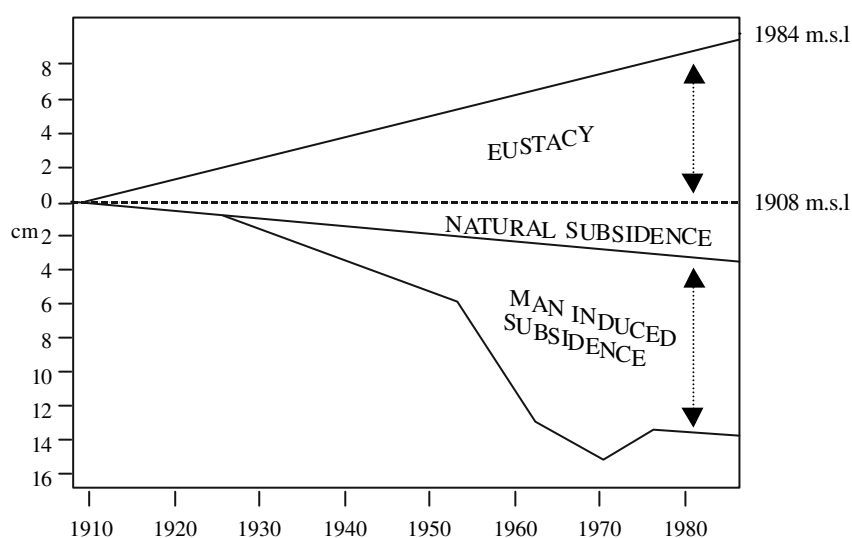 1984 m.s.l
8
6
EUSTACY
4
2
0
1908 m.s.l
cm 2
NATURAL SUBSIDENCE
4
6
MAN INDUCED
SUBSIDENCE
8
10
12
14
16
1910 1920 1930 1940 1950 1960 1970 1980